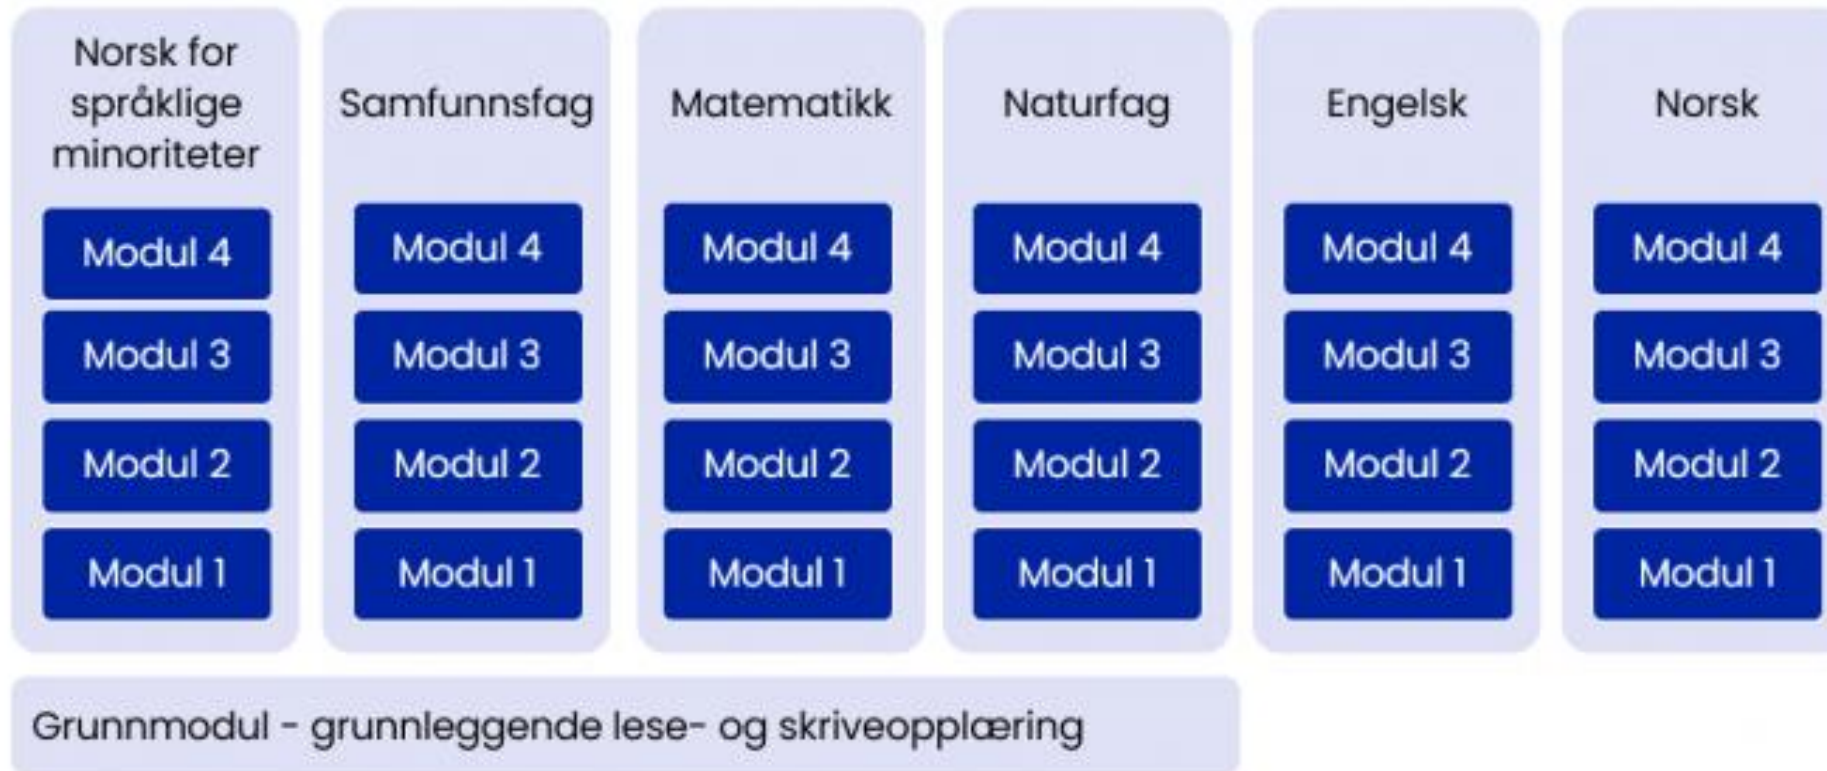 Norsk for
språklige
minoriteter
Modul 4
Modul 3
Modul 2
Modul 1
Samfunnsfag
Modul 4
Modul 3
Modul 2
Modul 1
Matematikk
Modul 4
Modul 3
Modul 2
Modul 1
Naturfag
Modul 4
Modul 3
Modul 2
Modul 1
Engelsk
Modul 4
Modul 3
Modul 2
Modul 1
Norsk
Modul 4
Modul 3
Modul 2
Modul 1
Grunnmodul - grunnleggende lese- og skriveopplæring